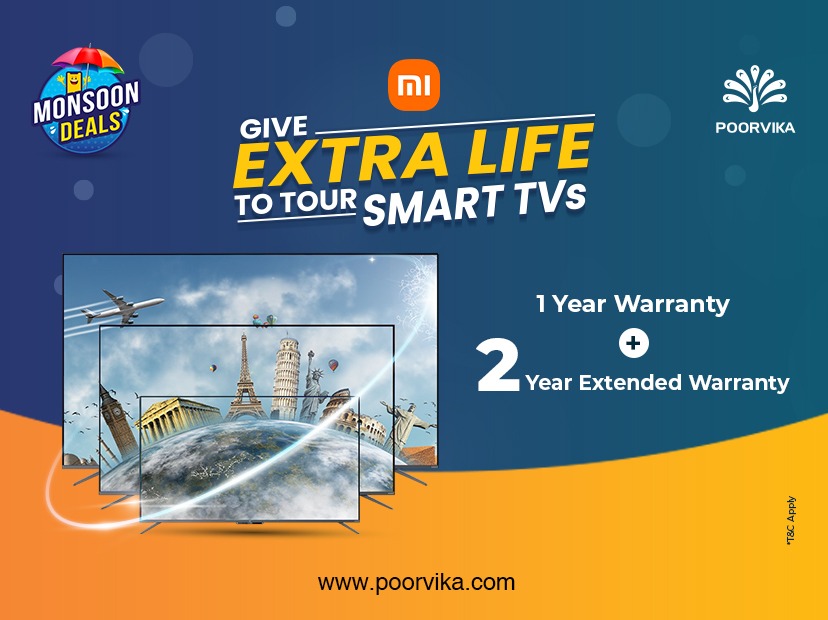 MONSOON
DEALS
mi
POORVIKA
GIVE
EXTRA LIFE
TO TOUR SMART TVs
1 Year Warranty
+
2 Year Extended Warranty
*T&C Apply
www.poorvika.com